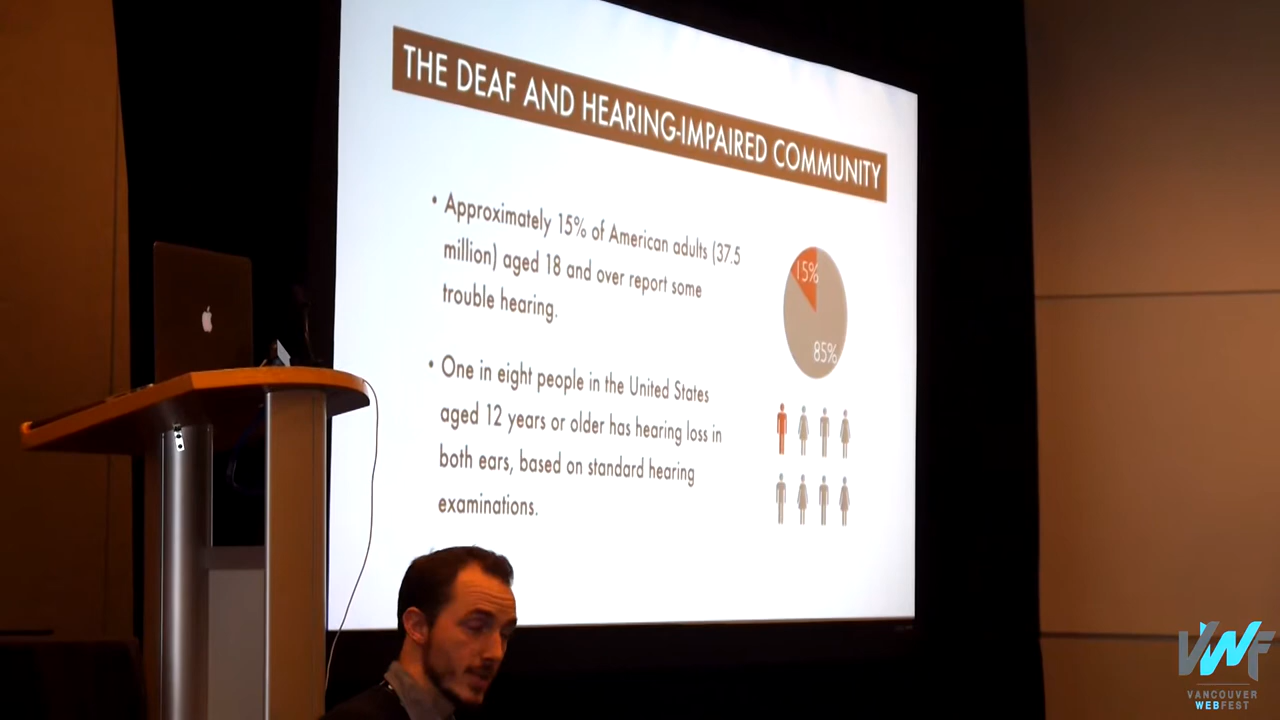 THE DEAF AND HEARING-IMPAIRED COMMUNITY
• Approximately 15% of American adults (37.5
million) aged 18 and over report some
trouble hearing.
• One in eight people in the United States
aged 12 years or older has hearing loss in
both ears, based on standard hearing
examinations.
15%
85%
VWF
VANCOUVER
WEBFEST